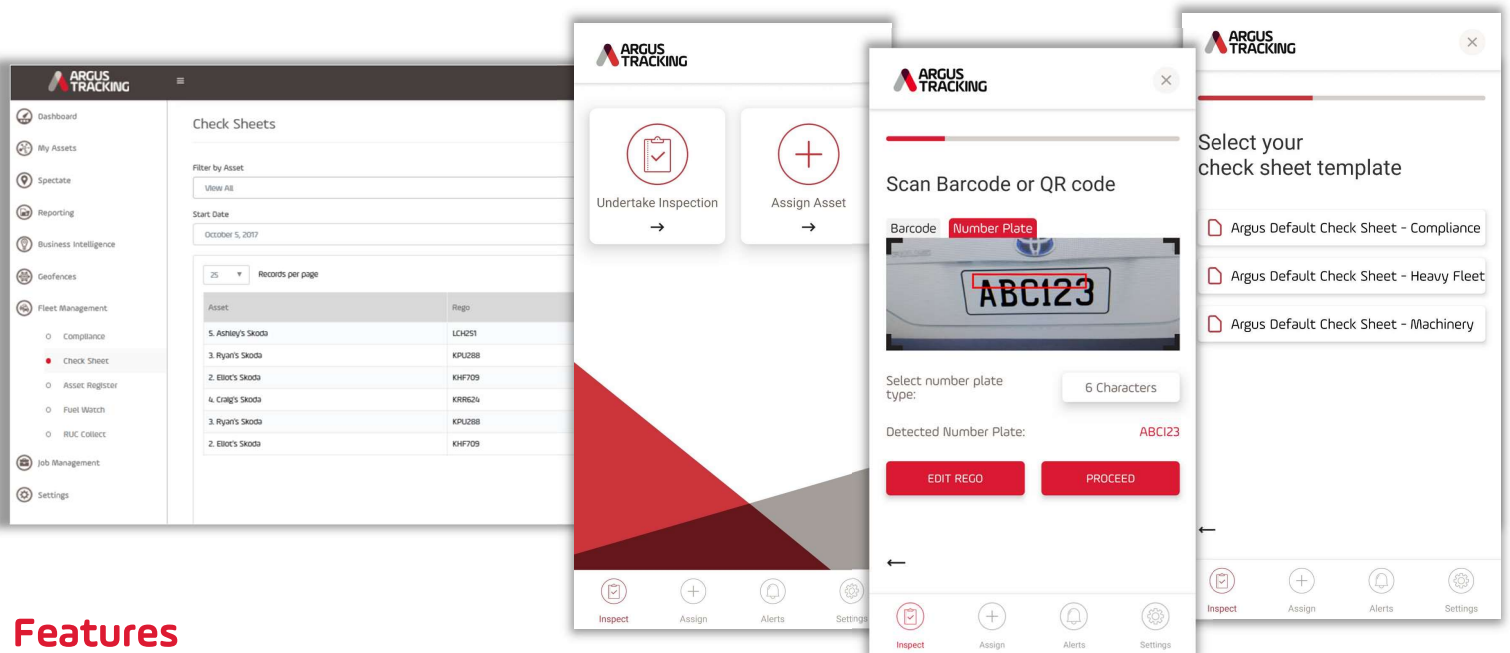 ARGUS
TRACKING
Dashboard
My Assets
Spectate
Reporting
Business Intelligence
Geofences
Fleet Management
Compliance
Check Sheet
Asset Register
Fuel Watch
RUC Collect
Job Management
Settings
Check Sheets
Filter by Asset
View All
Start Date
October 5, 2017
25 Records per page
Asset Rego
5. Ashley's Skoda LCH251
3. Ryan's Skoda KPU288
2. Elliot's Skoda KHF709
4. Craig's Skoda KRR624
3. Ryan's Skoda KPU288
2. Elliot's Skoda KHF709
ARGUS
TRACKING
Undertake Inspection
Assign Asset
Inspect Assign Alerts Settings
ARGUS
TRACKING
Scan Barcode or QR code
Barcode Number Plate
ABC123
Select number plate
type:
6 Characters
Detected Number Plate: ABC123
EDIT REGO PROCEED
Inspect Assign Alerts Settings
ARGUS
TRACKING
Select your
check sheet template
Argus Default Check Sheet - Compliance
Argus Default Check Sheet - Heavy Fleet
Argus Default Check Sheet - Machinery
Inspect Assign Alerts Settings
Features